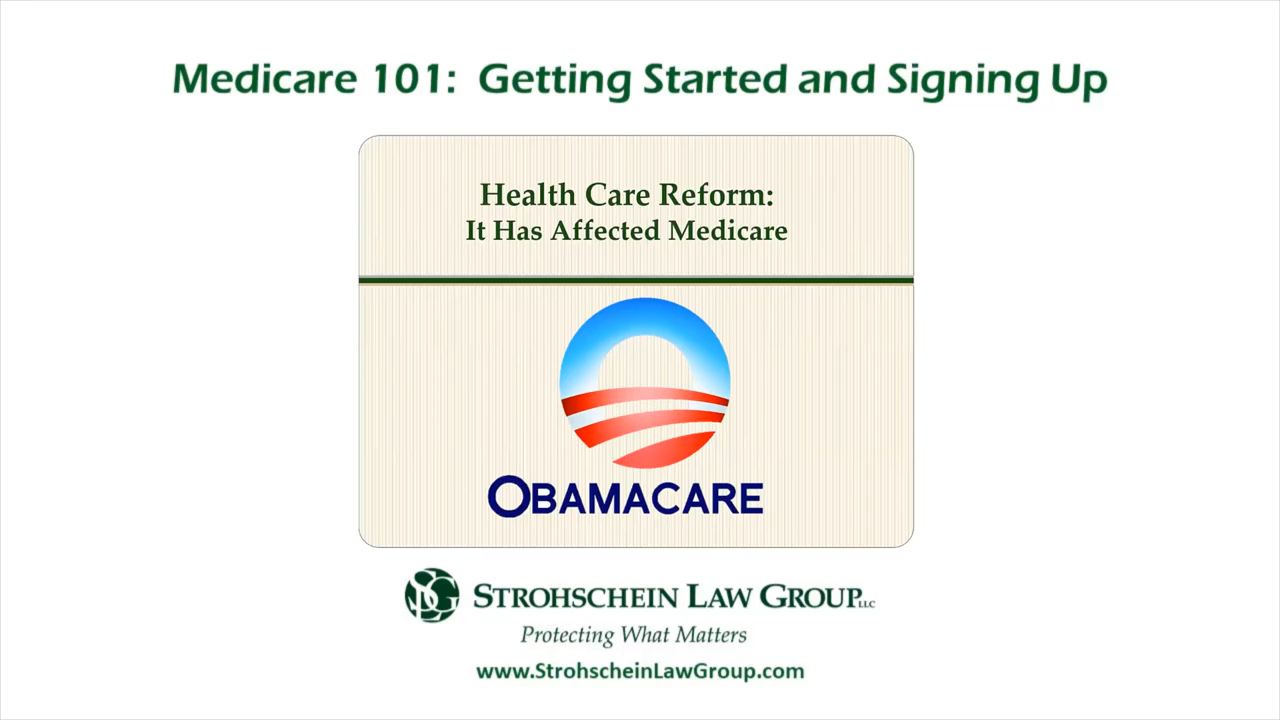 Medicare 101: Getting Started and Signing Up
Health Care Reform:
It Has Affected Medicare
OBAMACARE
SLG
STROHSCHEIN LAW GROUP LLC
Protecting What Matters
www.StrohscheinLawGroup.com